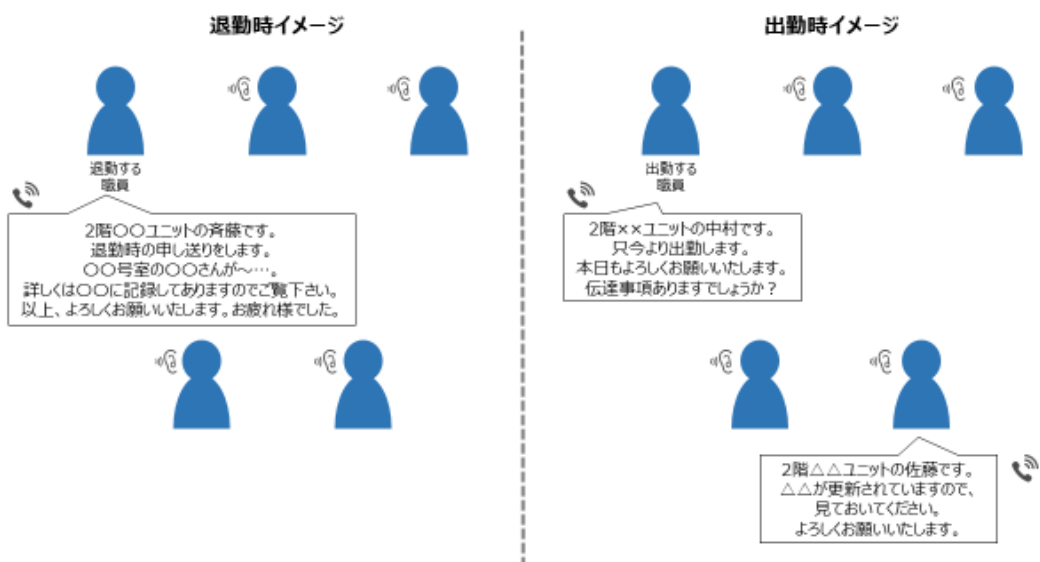 退勤時イメージ
退勤する
職員
2階〇〇ユニットの斉藤です。
退勤時の申し送りをします。
〇〇号室の〇〇さんが～…。
詳しくは〇〇に記録してありますのでご覧下さい。
以上、よろしくお願いいたします。お疲れ様でした。
出勤時イメージ
出勤する
職員
2階××ユニットの中村です。
只今より出勤します。
本日もよろしくお願いいたします。
伝達事項ありますでしょうか？
2階△△ユニットの佐藤です。
△△が更新されていますので、
見ておいてください。
よろしくお願いいたします。